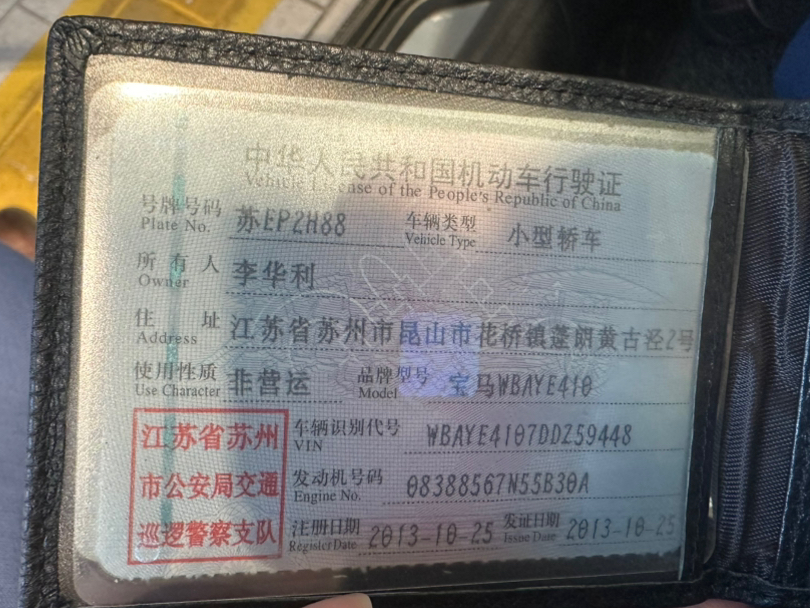 中华人民共和国机动车行驶证
Vehicle License of the People's Republic of China
号牌号码 苏EP2H88 车辆类型 小型轿车
Plate No. Vehicle Type
所有人 李华利
Owner
住址 江苏省苏州市昆山市花桥镇蓬朗黄古泾2号
Address
使用性质 非营运 品牌型号 宝马WBAYE410
Use Character Model
江苏省苏州 车辆识别代号 WBAYE4107DD259448
VIN
市公安局交通 发动机号码 08388567N55B30A
Engine No.
巡逻警察支队 注册日期 2013-10-25 发证日期 2013-10-25
Register Date Issue Date